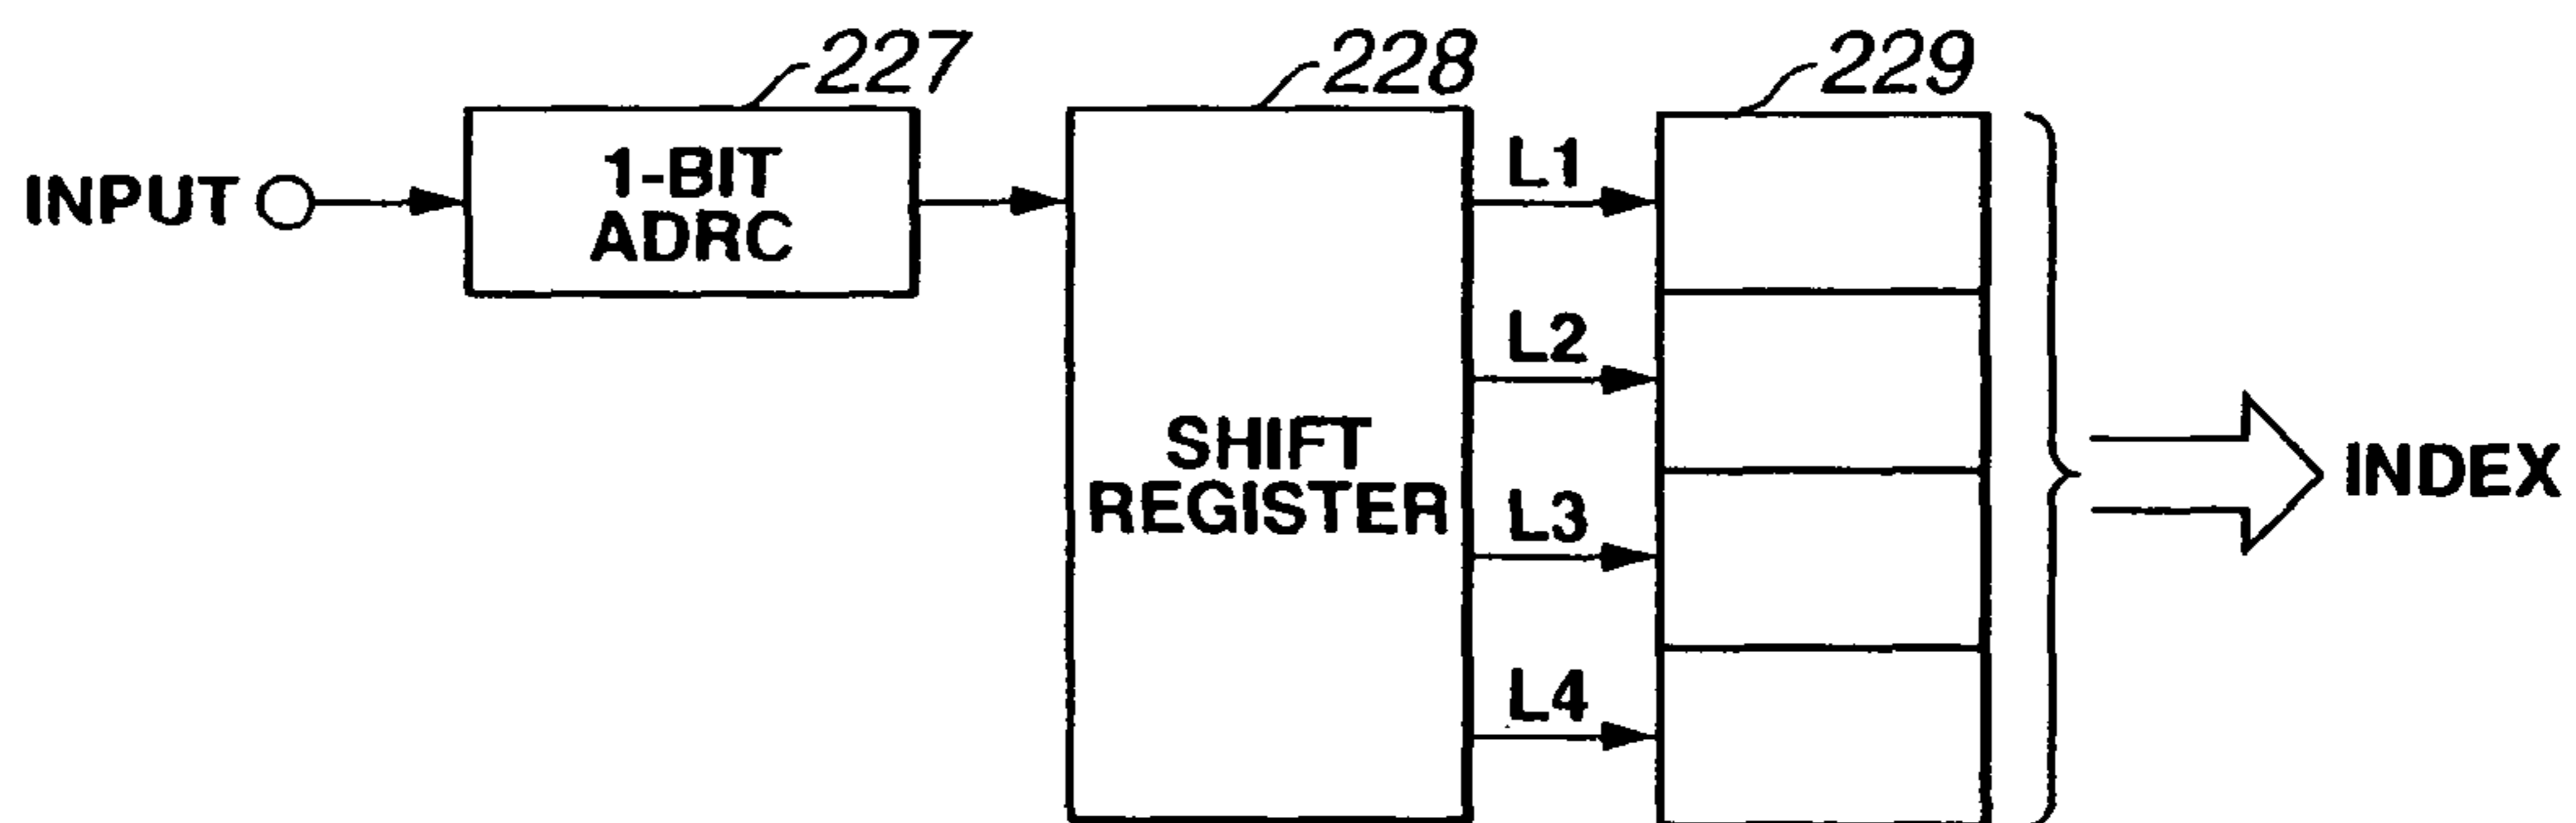 227
228
229
INPUT
1-BIT
ADRC
SHIFT
REGISTER
L1
L2
L3
L4
INDEX